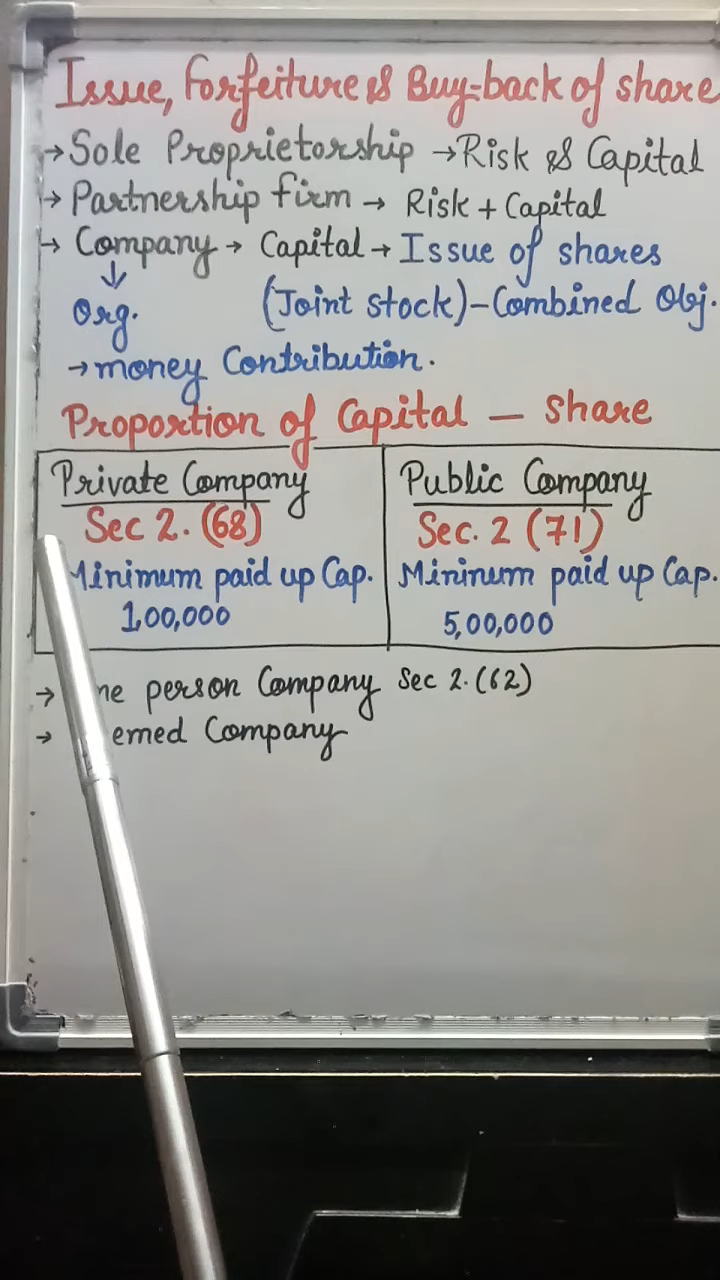 Issue, Forfeiture & Buy-back of share
→ Sole Proprietorship → Risk & Capital
→ Partnership firm → Risk + Capital
→ Company → Capital → Issue of shares
↓
Org. (Joint stock) - Combined Obj.
→ money Contribution.
Proportion of Capital — share
Private Company
Sec 2. (68)
Minimum paid up Cap.
1,00,000
Public Company
Sec. 2 (71)
Mininum paid up Cap.
5,00,000
→ ne person Company Sec 2. (62)
→ emed Company